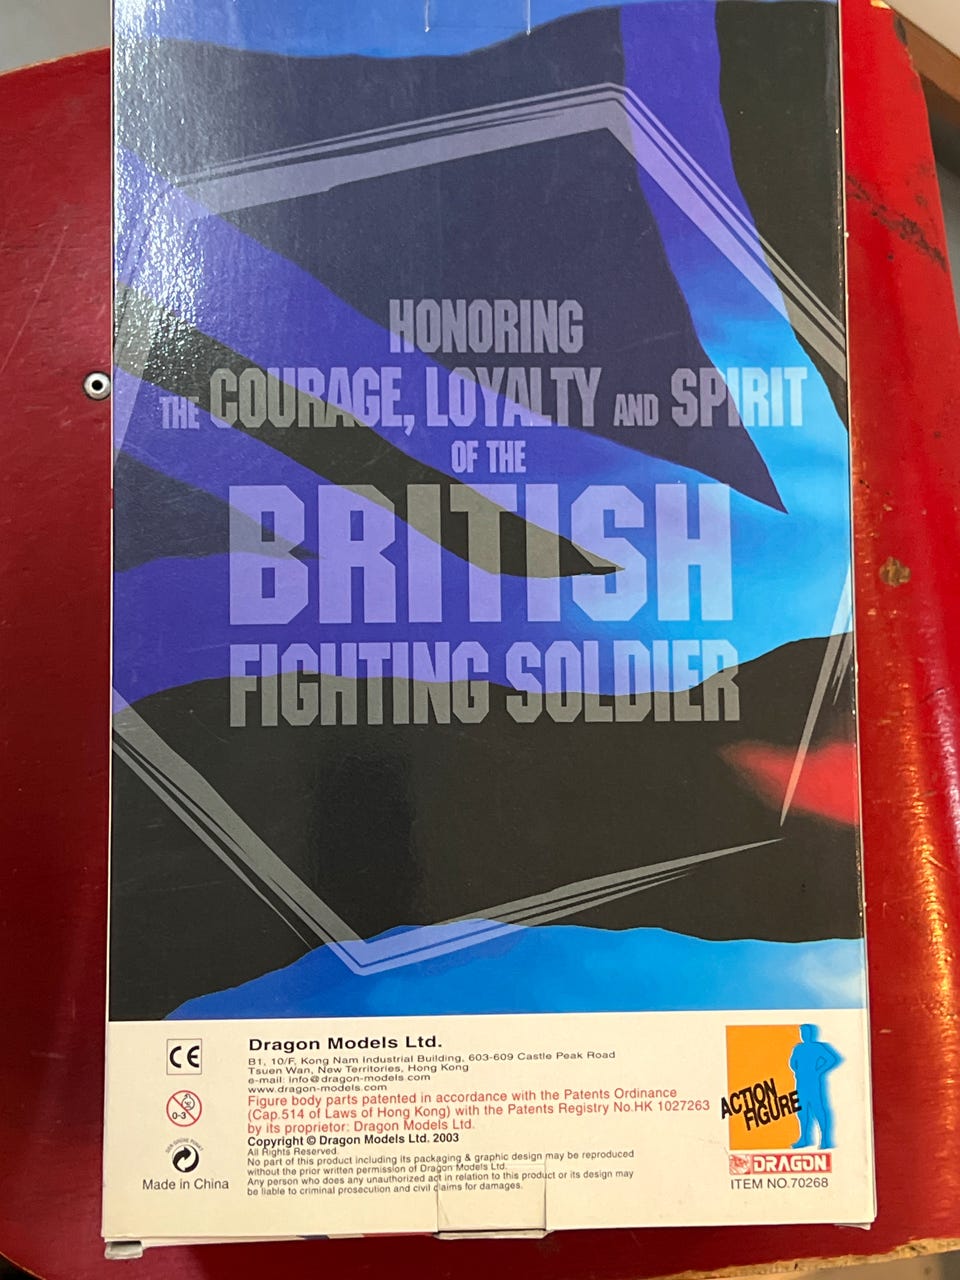 HONORING
THE COURAGE, LOYALTY AND SPIRIT
OF THE
BRITISH
FIGHTING SOLDIER
CE
0-3
DER GRÜNE PUNKT
Made in China
Dragon Models Ltd.
B1, 10/F, Kong Nam Industrial Building, 603-609 Castle Peak Road
Tsuen Wan, New Territories, Hong Kong
e-mail: info@dragon-models.com
www.dragon-models.com
Figure body parts patented in accordance with the Patents Ordinance
(Cap.514 of Laws of Hong Kong) with the Patents Registry No.HK 1027263
by its proprietor: Dragon Models Ltd.
Copyright © Dragon Models Ltd. 2003
All Rights Reserved.
No part of this product including its packaging & graphic design may be reproduced
without the prior written permission of Dragon Models Ltd.
Any person who does any unauthorized act in relation to this product or its design may
be liable to criminal prosecution and civil claims for damages.
ACTION
FIGURE
DRAGON
ITEM NO.70268